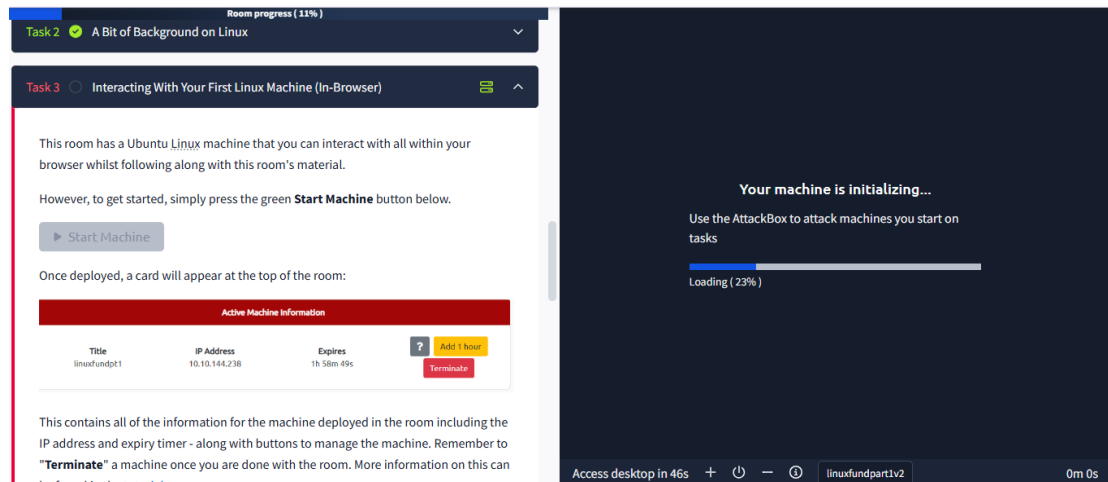 Room progress ( 11% )
Task 2 A Bit of Background on Linux
Task 3 Interacting With Your First Linux Machine (In-Browser)
This room has a Ubuntu Linux machine that you can interact with all within your
browser whilst following along with this room's material.
However, to get started, simply press the green Start Machine button below.
Start Machine
Once deployed, a card will appear at the top of the room:
Active Machine Information
Title IP Address Expires ? Add 1 hour
linuxfundpt1 10.10.144.238 1h 58m 49s Terminate
This contains all of the information for the machine deployed in the room including the
IP address and expiry timer - along with buttons to manage the machine. Remember to
"Terminate" a machine once you are done with the room. More information on this can
Your machine is initializing...
Use the AttackBox to attack machines you start on
tasks
Loading ( 23% )
Access desktop in 46s linuxfundpart1v2 0m 0s